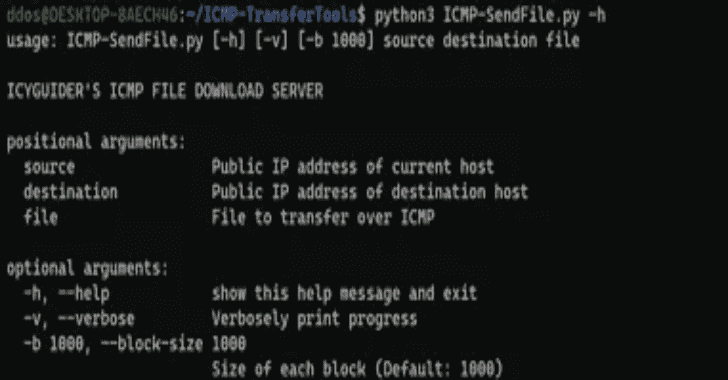 ddos@DESKTOP-8AECH46:~/ICMP-TransferTools$ python3 ICMP-SendFile.py -h
usage: ICMP-SendFile.py [-h] [-v] [-b 1000] source destination file
ICYGUIDER'S ICMP FILE DOWNLOAD SERVER
positional arguments:
source Public IP address of current host
destination Public IP address of destination host
file File to transfer over ICMP
optional arguments:
-h, --help show this help message and exit
-v, --verbose Verbosely print progress
-b 1000, --block-size 1000
Size of each block (Default: 1000)